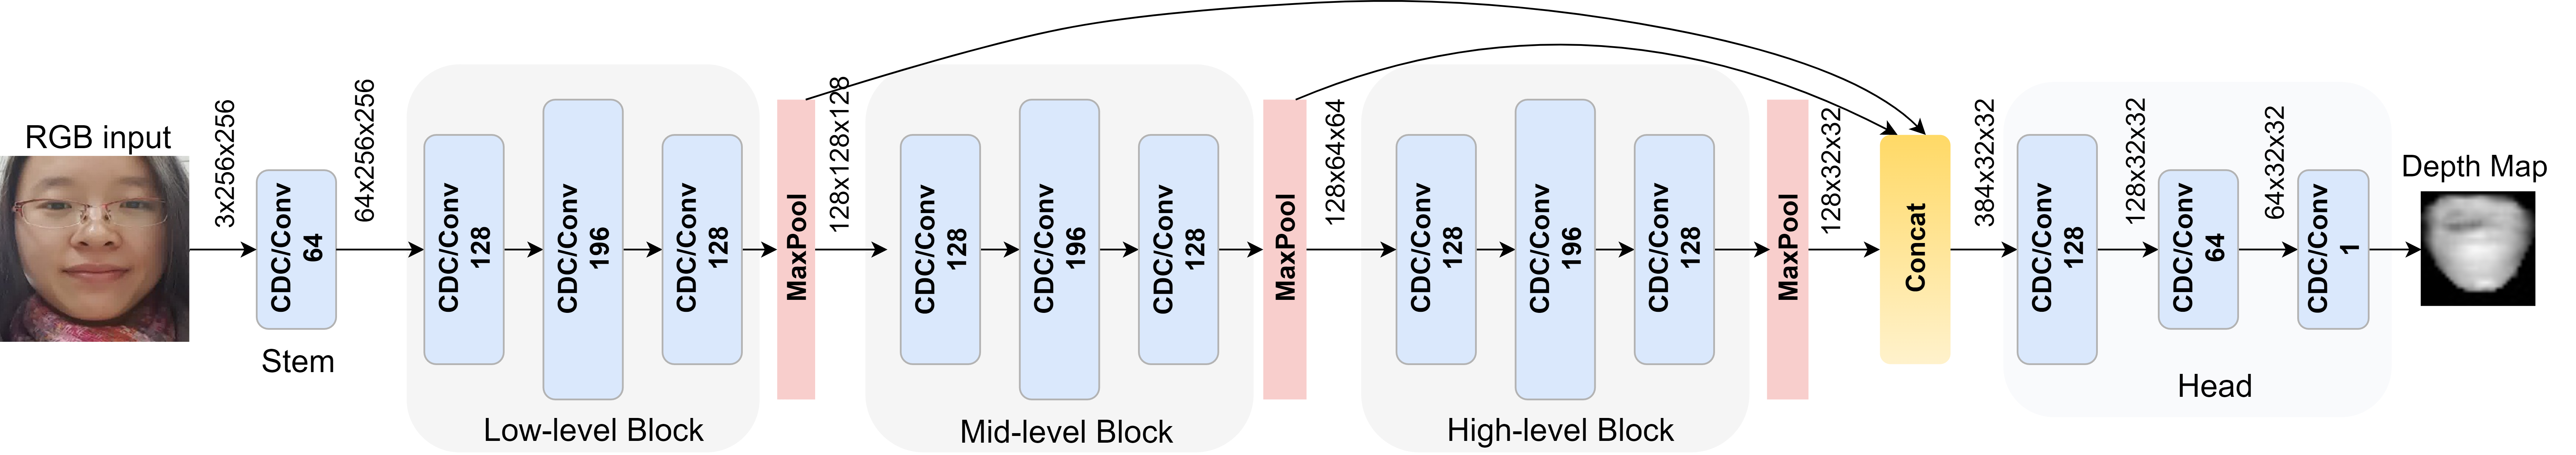 RGB input
3x256x256
CDC/Conv
64
Stem
64x256x256
CDC/Conv
128
CDC/Conv
196
CDC/Conv
128
Low-level Block
MaxPool
128x128x128
CDC/Conv
128
CDC/Conv
196
CDC/Conv
128
Mid-level Block
MaxPool
128x64x64
CDC/Conv
128
CDC/Conv
196
CDC/Conv
128
High-level Block
MaxPool
128x32x32
Concat
384x32x32
CDC/Conv
128
128x32x32
CDC/Conv
64
64x32x32
CDC/Conv
1
Head
Depth Map